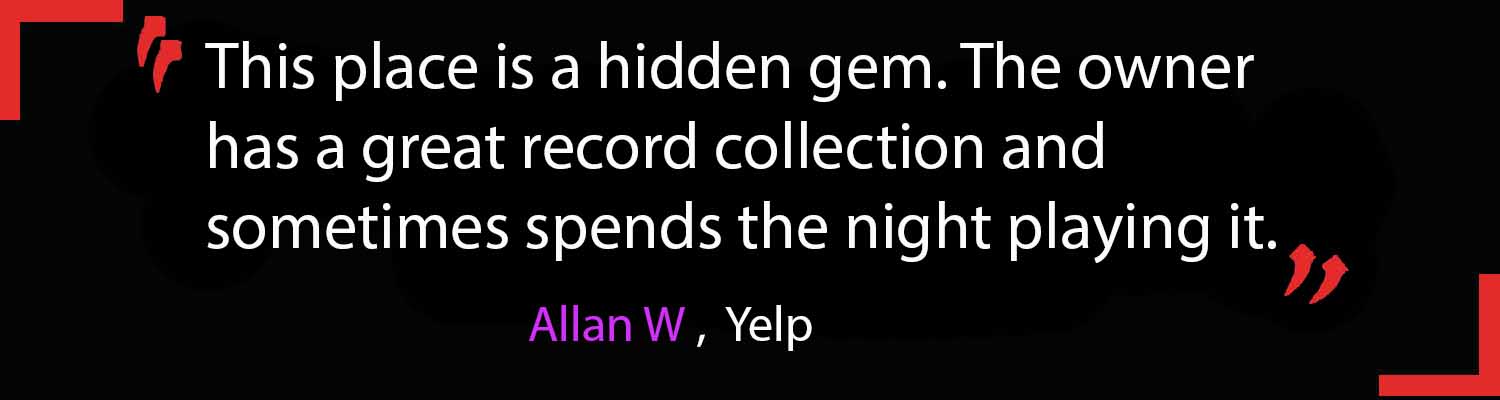 "This place is a hidden gem. The owner
has a great record collection and
sometimes spends the night playing it."
Allan W , Yelp